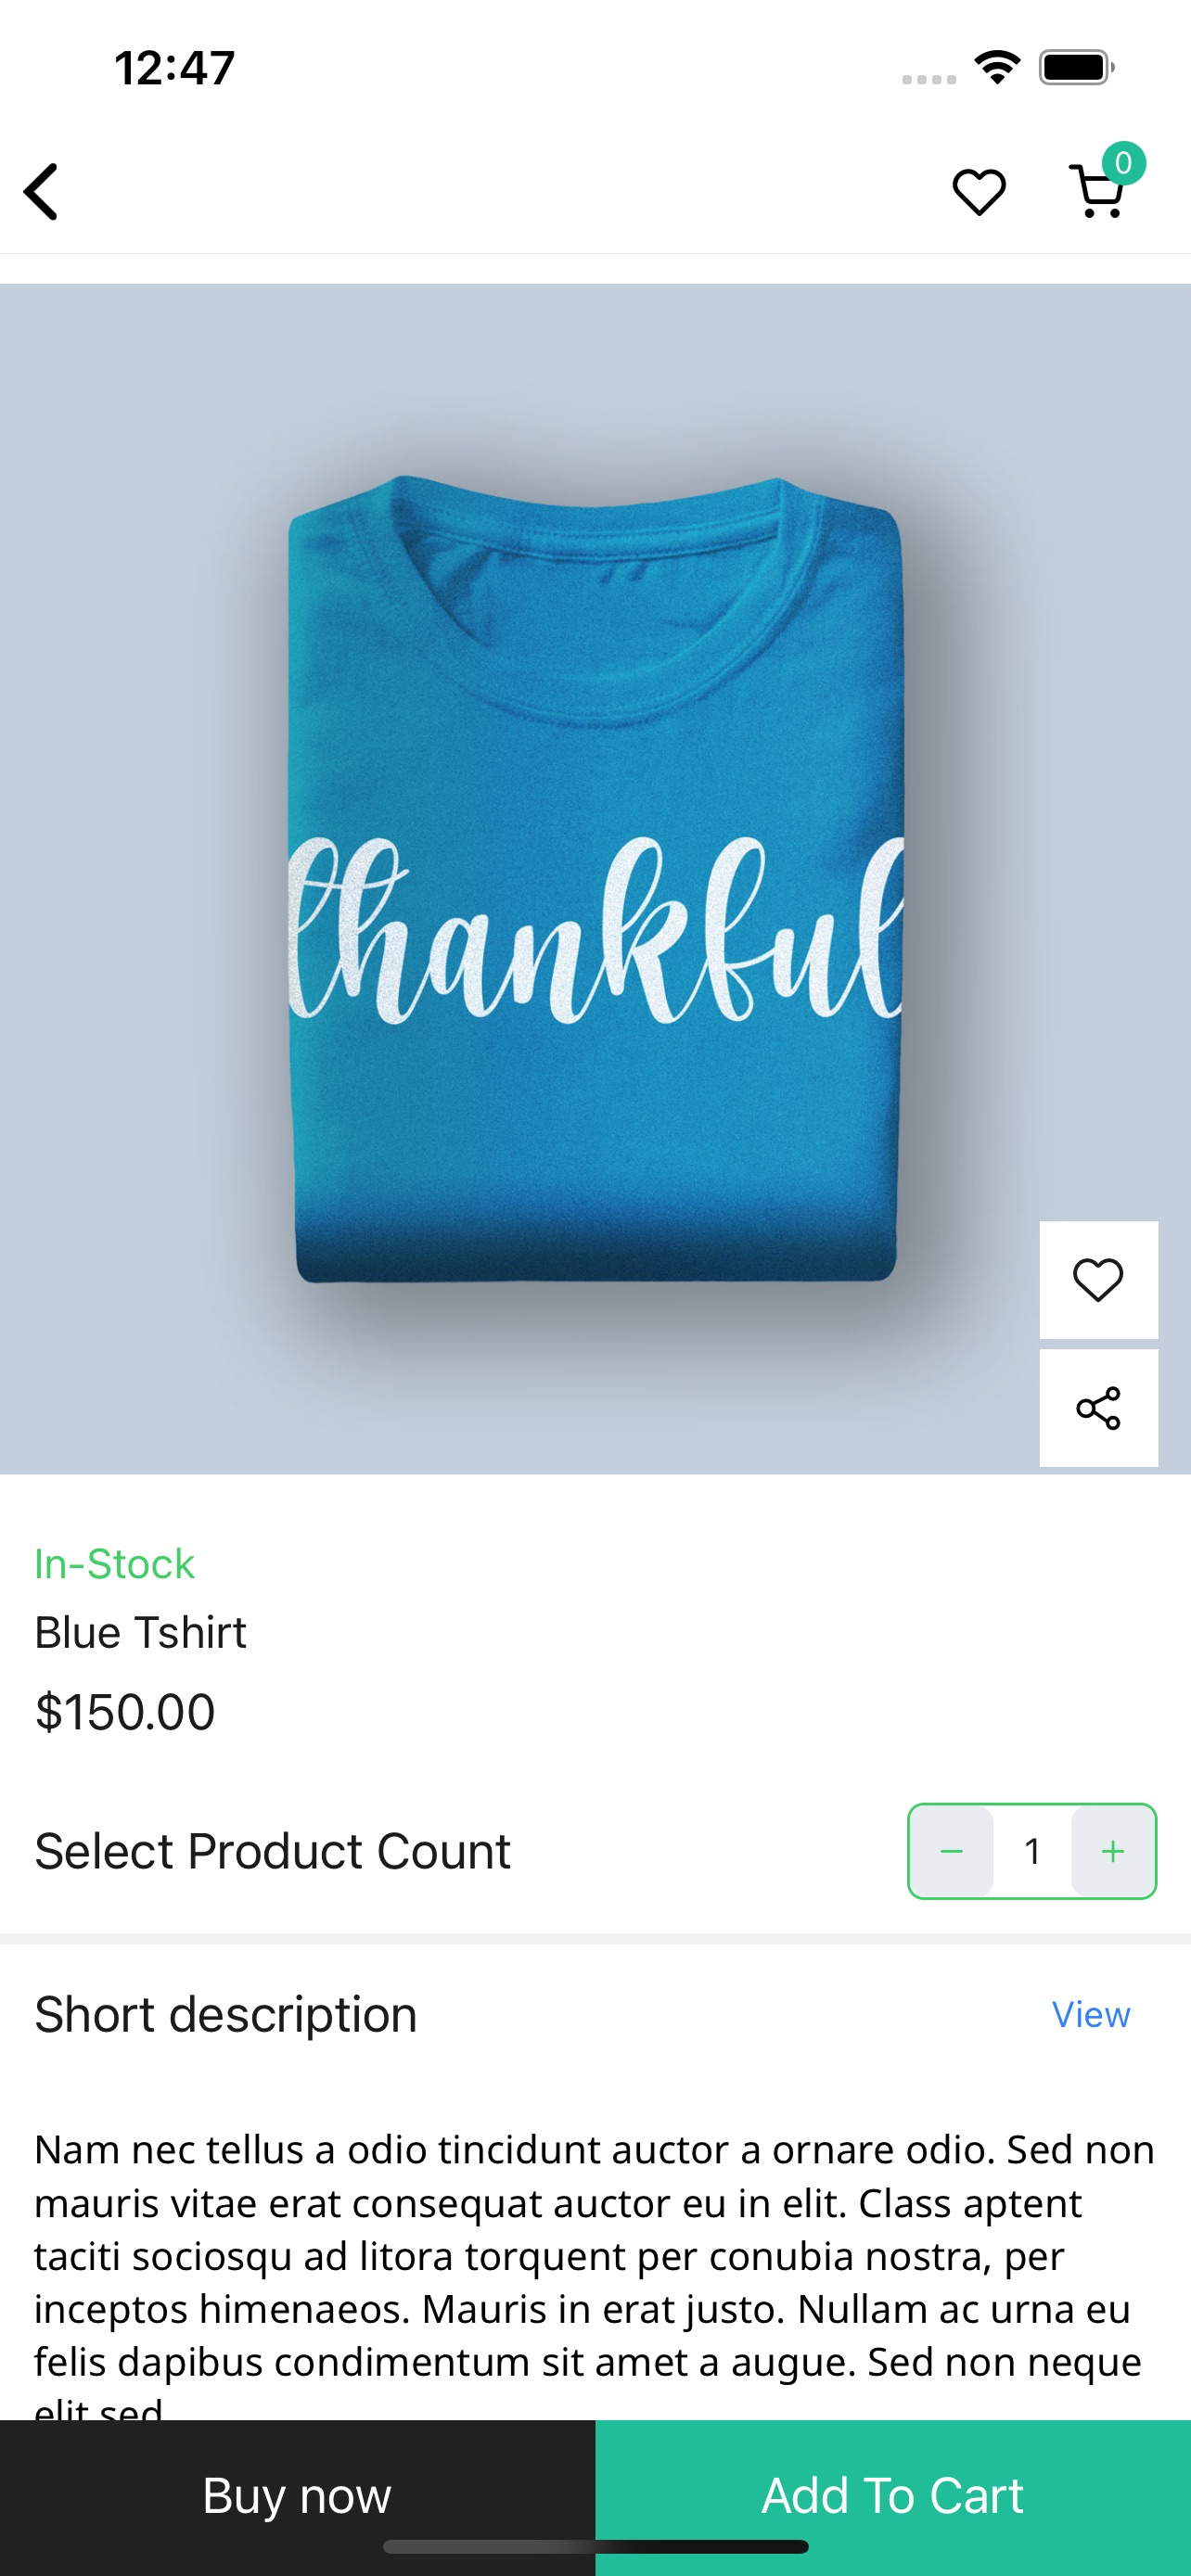 12:47
0
thankful
In-Stock
Blue Tshirt
$150.00
Select Product Count
− 1 +
Short description
View
Nam nec tellus a odio tincidunt auctor a ornare odio. Sed non
mauris vitae erat consequat auctor eu in elit. Class aptent
taciti sociosqu ad litora torquent per conubia nostra, per
inceptos himenaeos. Mauris in erat justo. Nullam ac urna eu
felis dapibus condimentum sit amet a augue. Sed non neque
elit sed
Buy now
Add To Cart